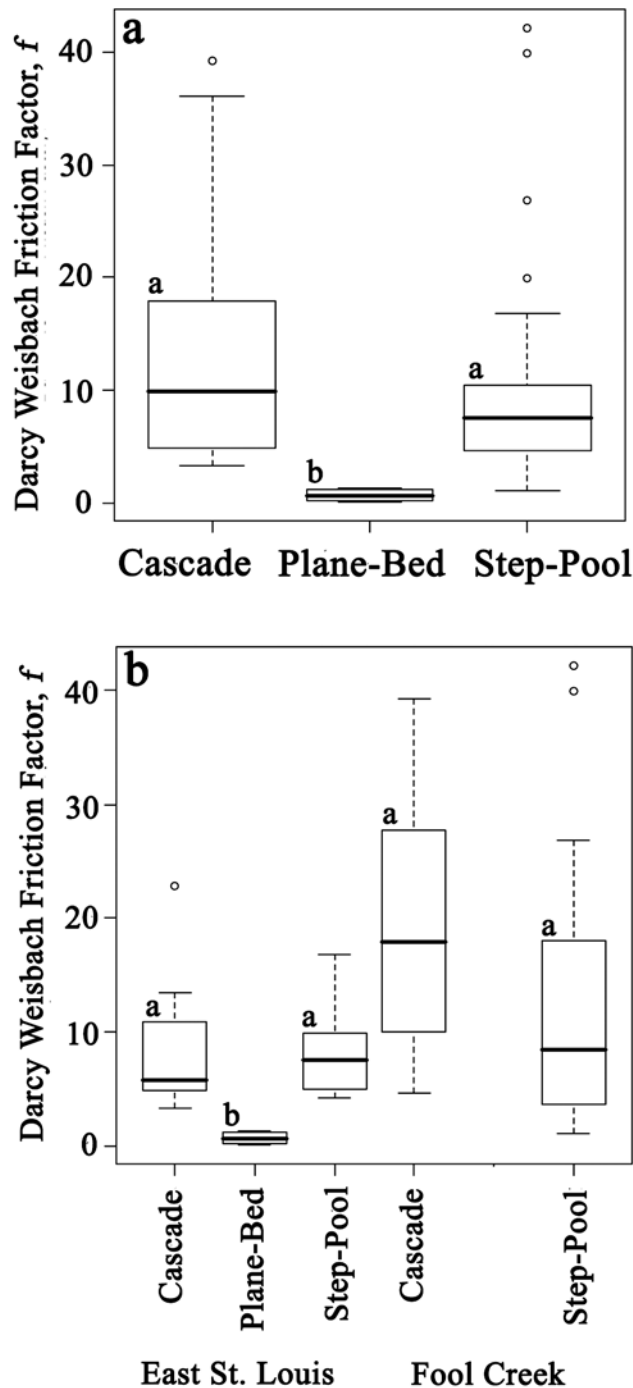 a
Darcy Weisbach Friction Factor, f
40
30
20
10
0
a
b
a
Cascade Plane-Bed Step-Pool
b
Darcy Weisbach Friction Factor, f
40
30
20
10
0
a
b
a
a
a
Cascade
Plane-Bed
Step-Pool
Cascade
Step-Pool
East St. Louis Fool Creek